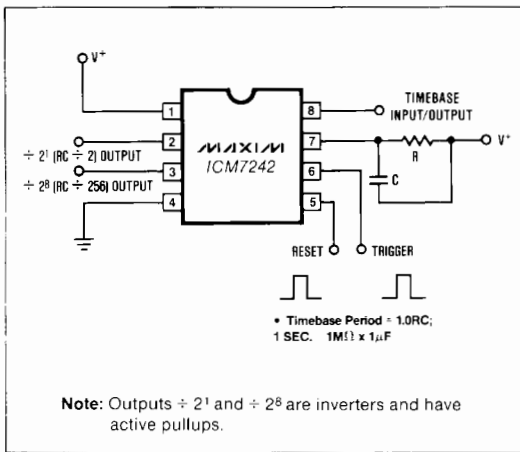 V+
1
2
3
4
÷ 2¹ (RC ÷ 2) OUTPUT
÷ 2⁸ (RC ÷ 256) OUTPUT
MAXIM
ICM7242
8
7
6
5
TIMEBASE
INPUT/OUTPUT
V+
R
C
RESET
TRIGGER
• Timebase Period = 1.0RC;
1 SEC. 1MΩ x 1µF
Note: Outputs ÷ 2¹ and ÷ 2⁸ are inverters and have
active pullups.